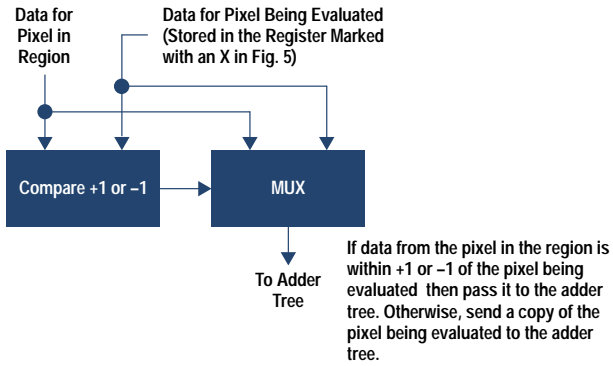 Data for
Pixel in
Region
Data for Pixel Being Evaluated
(Stored in the Register Marked
with an X in Fig. 5)
Compare +1 or –1
MUX
To Adder
Tree
If data from the pixel in the region is
within +1 or –1 of the pixel being
evaluated then pass it to the adder
tree. Otherwise, send a copy of the
pixel being evaluated to the adder
tree.